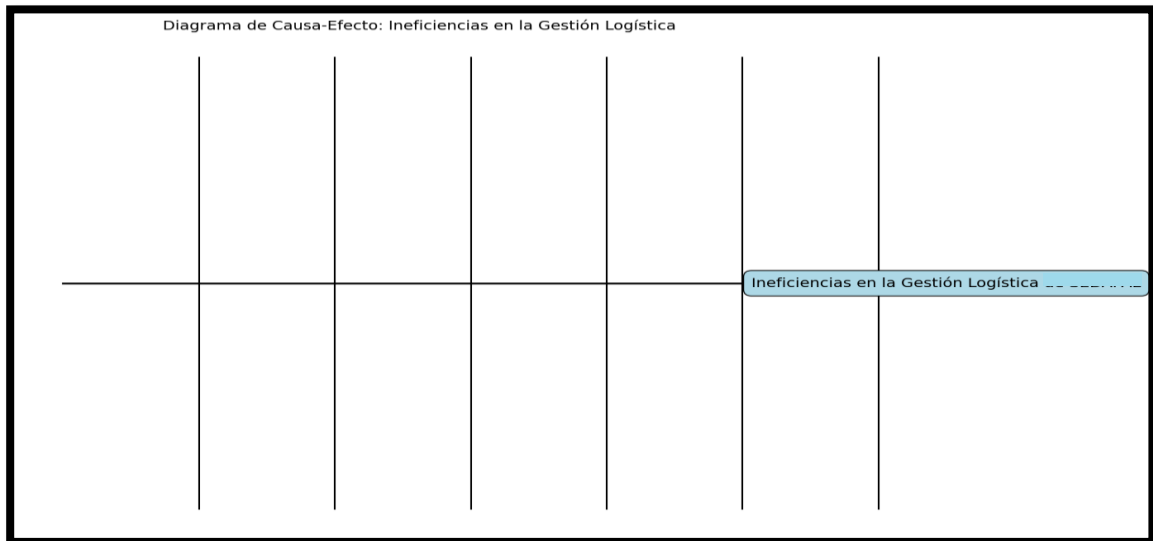 Diagrama de Causa-Efecto: Ineficiencias en la Gestión Logística
Ineficiencias en la Gestión Logística